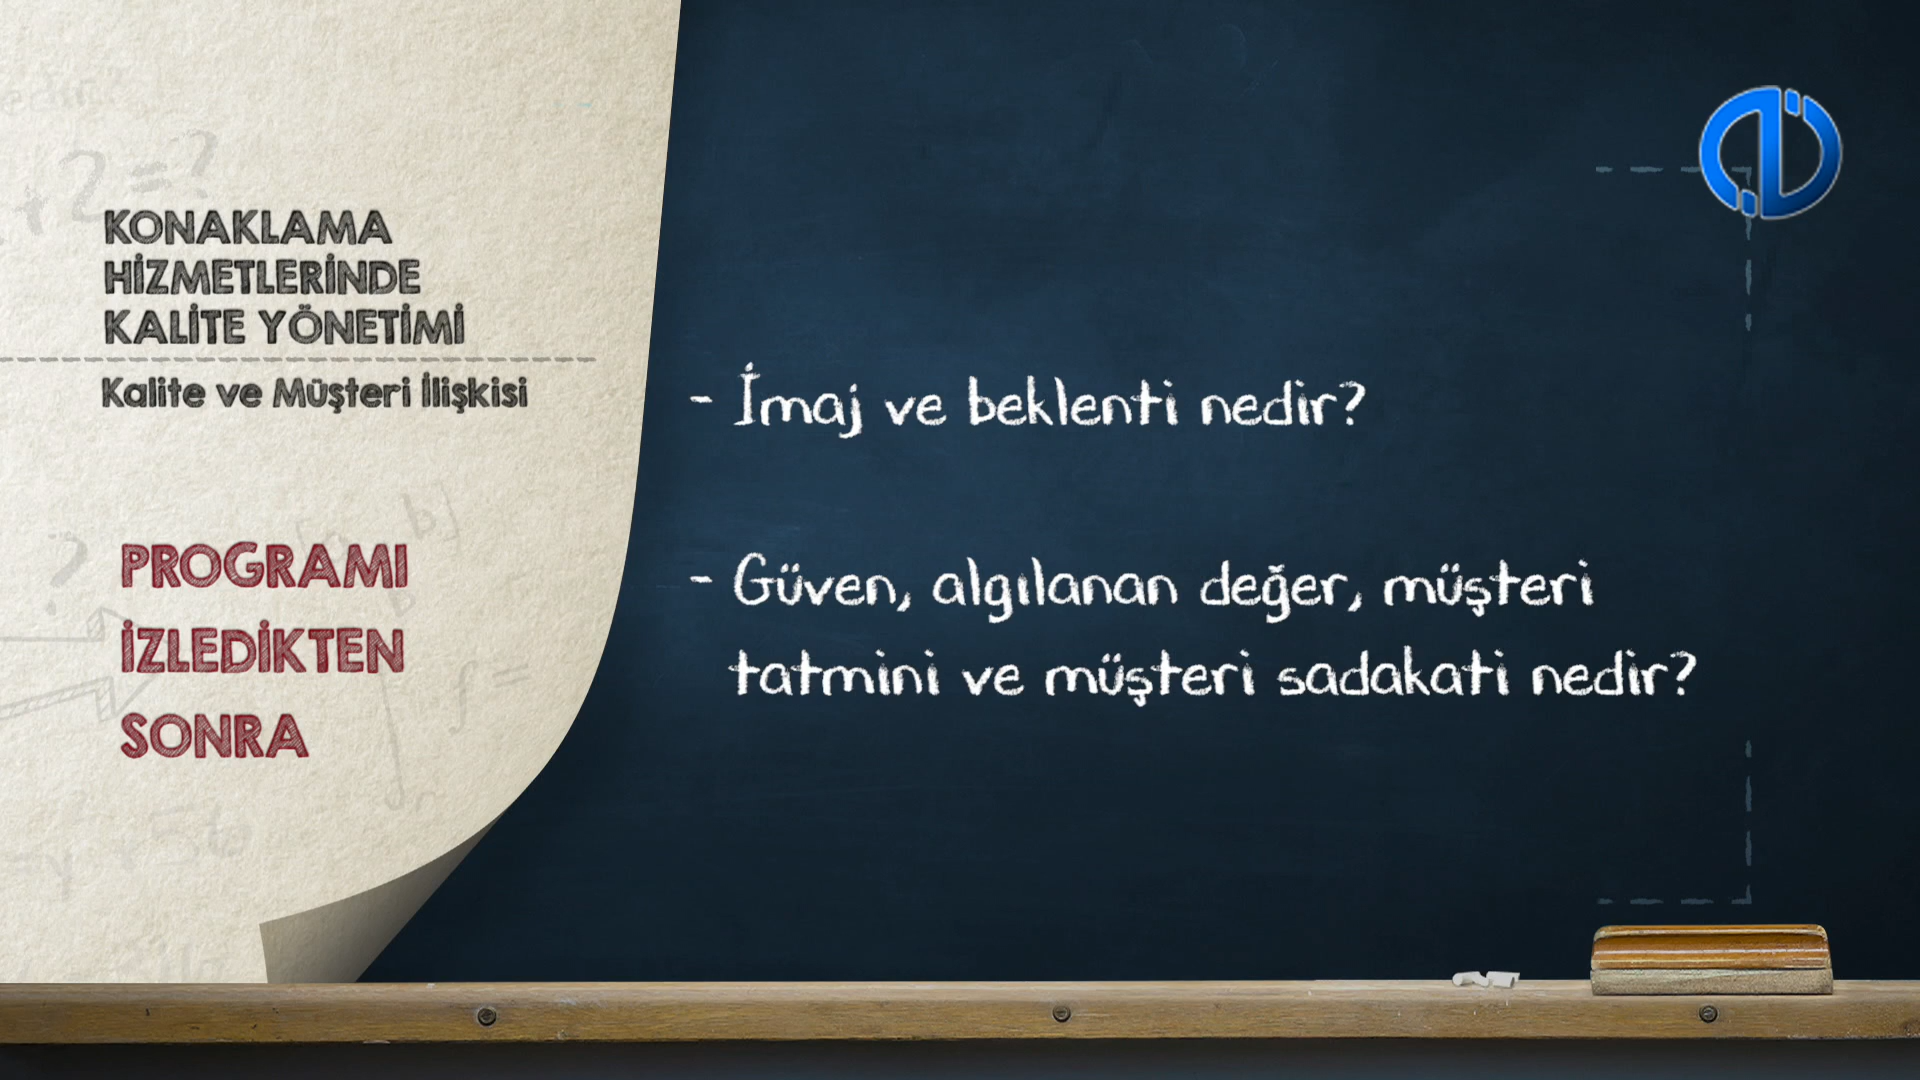 KONAKLAMA
HİZMETLERİNDE
KALİTE YÖNETİMİ
Kalite ve Müşteri İlişkisi
PROGRAMI
İZLEDİKTEN
SONRA
- İmaj ve beklenti nedir?
- Güven, algılanan değer, müşteri
tatmini ve müşteri sadakati nedir?